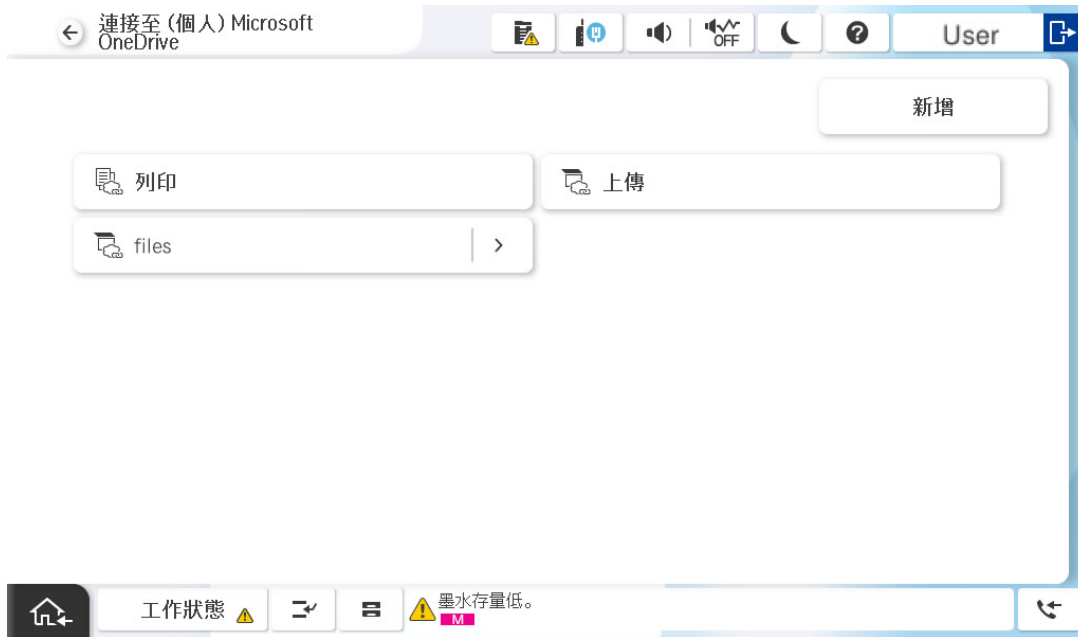 連接至 (個人) Microsoft
OneDrive
OFF
User
新增
列印
上傳
files
工作狀態
墨水存量低。
M